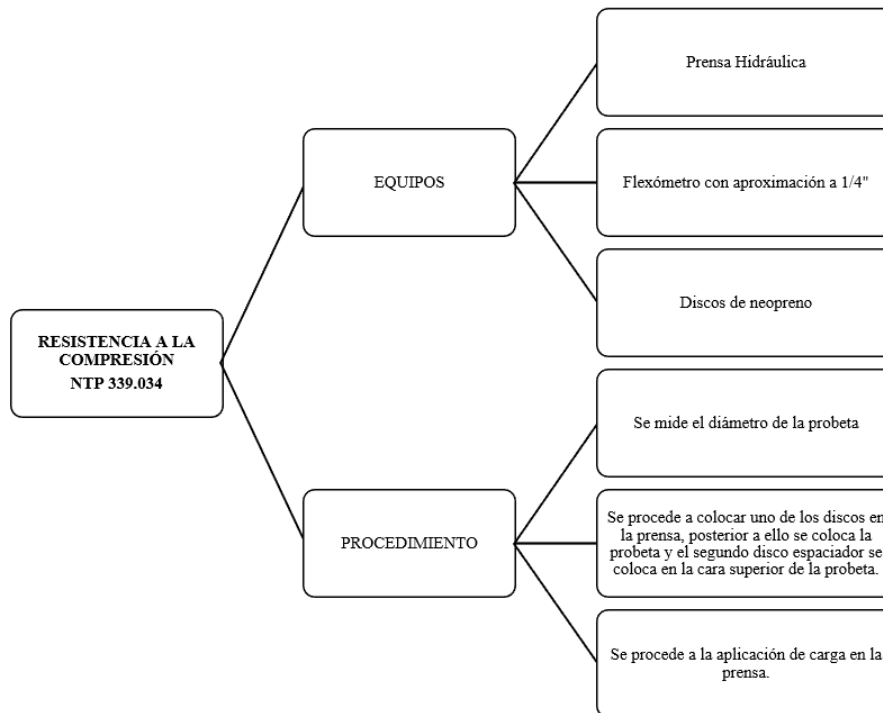 RESISTENCIA A LA
COMPRESIÓN
NTP 339.034
EQUIPOS
Prensa Hidráulica
Flexómetro con aproximación a 1/4"
Discos de neopreno
PROCEDIMIENTO
Se mide el diámetro de la probeta
Se procede a colocar uno de los discos en
la prensa, posterior a ello se coloca la
probeta y el segundo disco espaciador se
coloca en la cara superior de la probeta.
Se procede a la aplicación de carga en la
prensa.